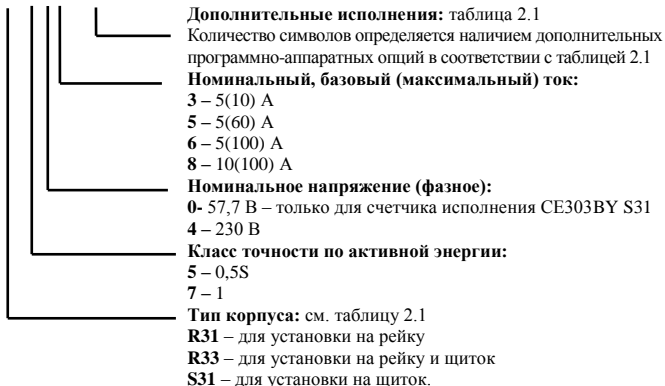 Дополнительные исполнения: таблица 2.1
Количество символов определяется наличием дополнительных
программно-аппаратных опций в соответствии с таблицей 2.1
Номинальный, базовый (максимальный) ток:
3 – 5(10) А
5 – 5(60) А
6 – 5(100) А
8 – 10(100) А
Номинальное напряжение (фазное):
0- 57,7 В – только для счетчика исполнения CE303BY S31
4 – 230 В
Класс точности по активной энергии:
5 – 0,5S
7 – 1
Тип корпуса: см. таблицу 2.1
R31 – для установки на рейку
R33 – для установки на рейку и щиток
S31 – для установки на щиток.